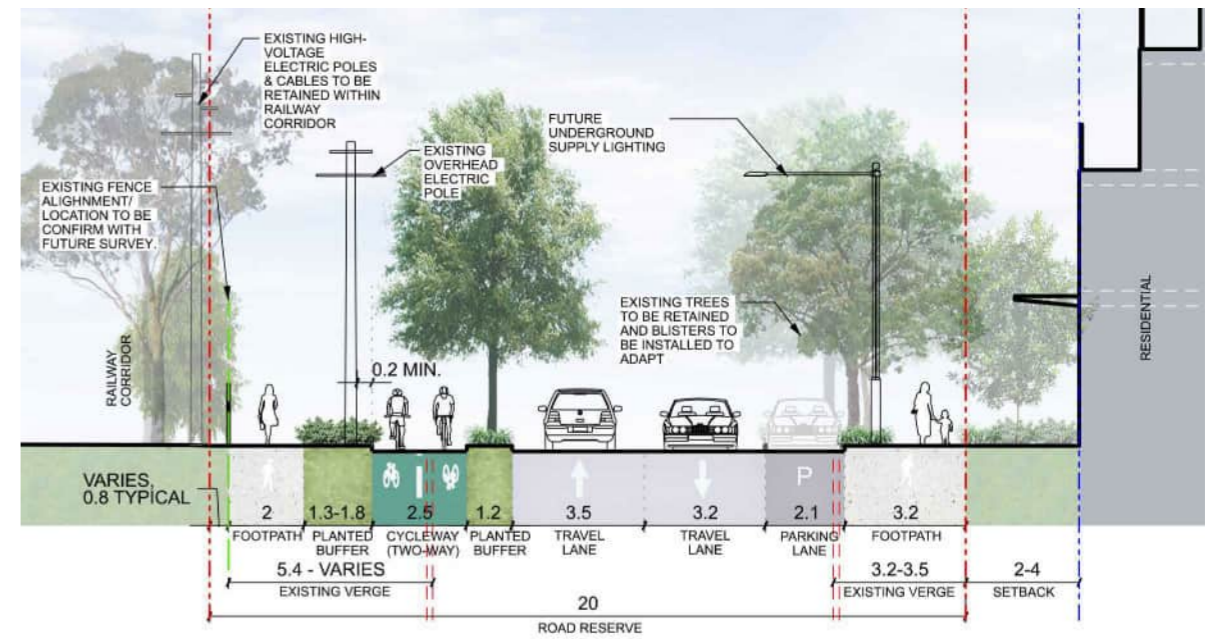 EXISTING HIGH-
VOLTAGE
ELECTRIC POLES
& CABLES TO BE
RETAINED WITHIN
RAILWAY
CORRIDOR
EXISTING
OVERHEAD
ELECTRIC
POLE
FUTURE
UNDERGROUND
SUPPLY LIGHTING
EXISTING FENCE
ALIGHNMENT/
LOCATION TO BE
CONFIRM WITH
FUTURE SURVEY.
EXISTING TREES
TO BE RETAINED
AND BLISTERS TO
BE INSTALLED TO
ADAPT
RESIDENTIAL
RAILWAY
CORRIDOR
0.2 MIN.
P
VARIES,
0.8 TYPICAL
2
FOOTPATH
1.3-1.8
PLANTED
BUFFER
2.5
CYCLEWAY
(TWO-WAY)
1.2
PLANTED
BUFFER
3.5
TRAVEL
LANE
3.2
TRAVEL
LANE
2.1
PARKING
LANE
3.2
FOOTPATH
5.4 - VARIES
EXISTING VERGE
3.2-3.5
EXISTING VERGE
2-4
SETBACK
20
ROAD RESERVE